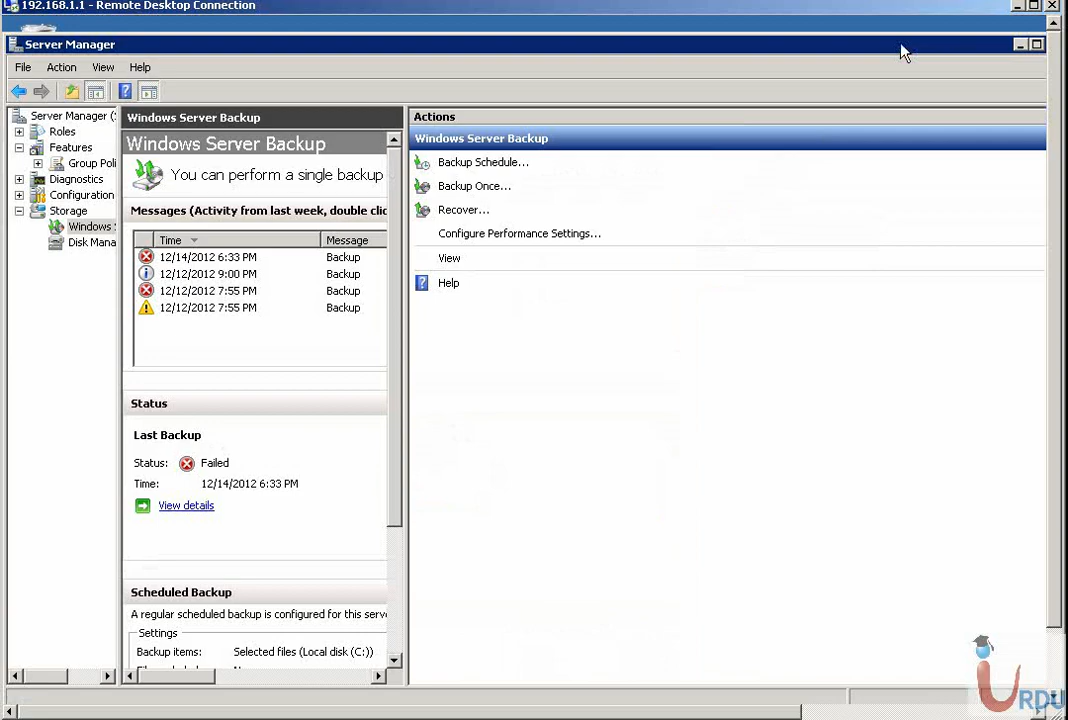 192.168.1.1 - Remote Desktop Connection
Server Manager
File Action View Help
Server Manager (
Roles
Features
Group Poli
Diagnostics
Configuration
Storage
Windows
Disk Mana
Windows Server Backup
Windows Server Backup
You can perform a single backup
Messages (Activity from last week, double clic
Time Message
12/14/2012 6:33 PM Backup
12/12/2012 9:00 PM Backup
12/12/2012 7:55 PM Backup
12/12/2012 7:55 PM Backup
Status
Last Backup
Status: Failed
Time: 12/14/2012 6:33 PM
View details
Scheduled Backup
A regular scheduled backup is configured for this serve
Settings
Backup items: Selected files (Local disk (C:))
Actions
Windows Server Backup
Backup Schedule...
Backup Once...
Recover...
Configure Performance Settings...
View
Help
URDU